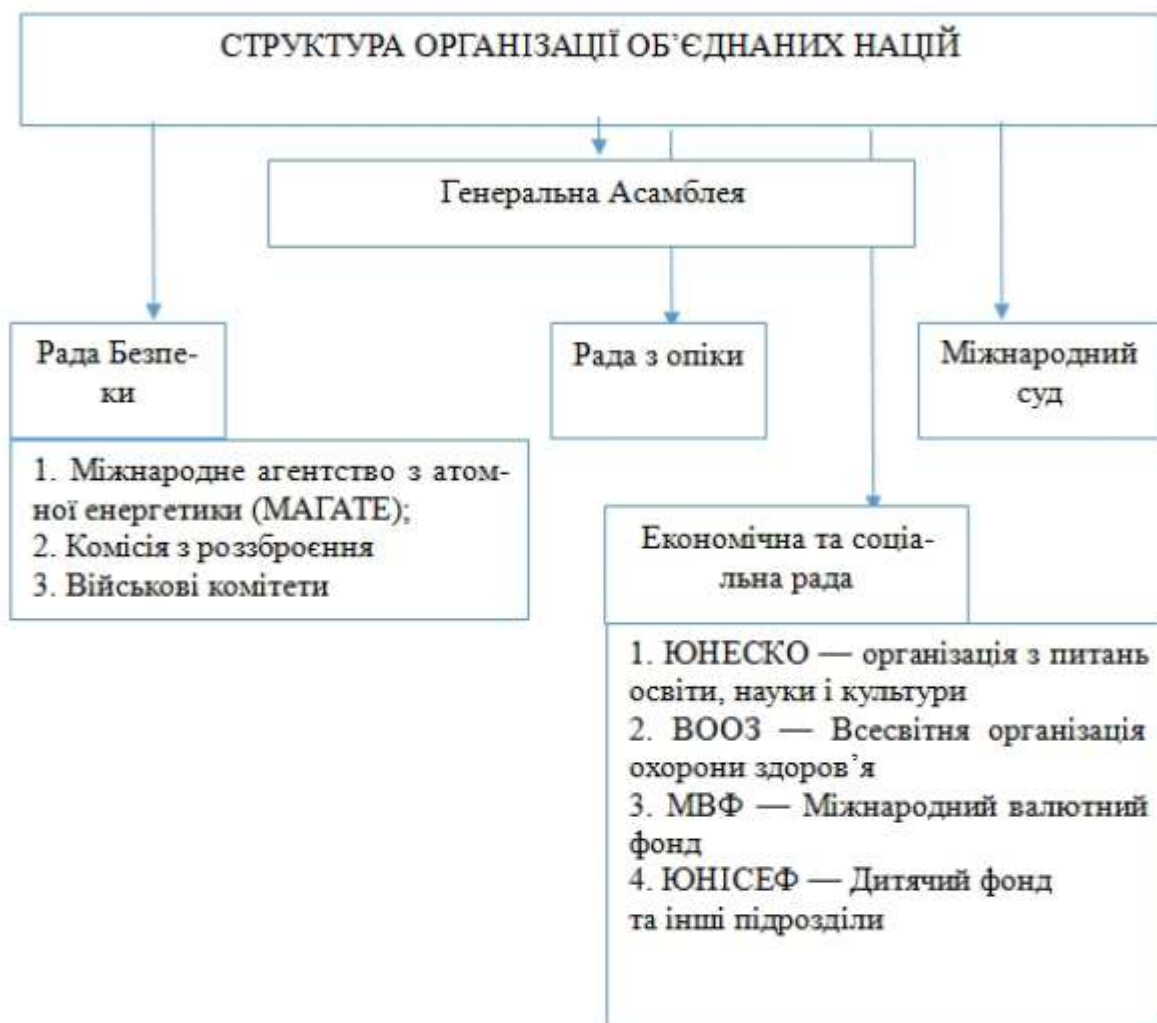 СТРУКТУРА ОРГАНІЗАЦІЇ ОБ’ЄДНАНИХ НАЦІЙ
Генеральна Асамблея
Рада Безпе-
ки
Рада з опіки
Міжнародний
суд
1. Міжнародне агентство з атом-
ної енергетики (МАГАТЕ);
2. Комісія з роззброєння
3. Військові комітети
Економічна та соціа-
льна рада
1. ЮНЕСКО — організація з питань
освіти, науки і культури
2. ВООЗ — Всесвітня організація
охорони здоров’я
3. МВФ — Міжнародний валютний
фонд
4. ЮНІСЕФ — Дитячий фонд
та інші підрозділи